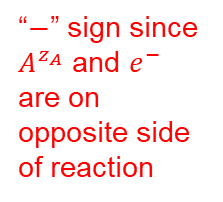 “−” sign since
A^{z_A} and e^−
are on
opposite side
of reaction